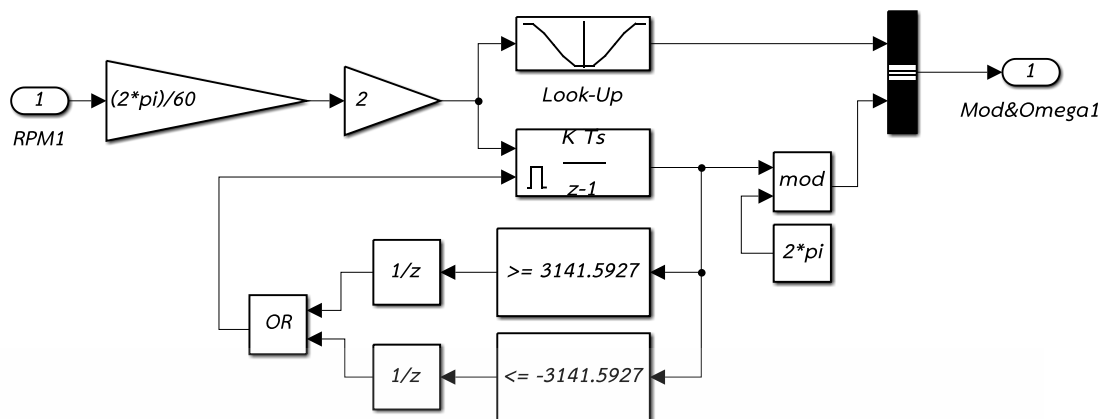 1
RPM1
(2*pi)/60
2
Look-Up
K Ts
z-1
mod
2*pi
1
Mod&Omega1
>= 3141.5927
1/z
OR
<= -3141.5927
1/z